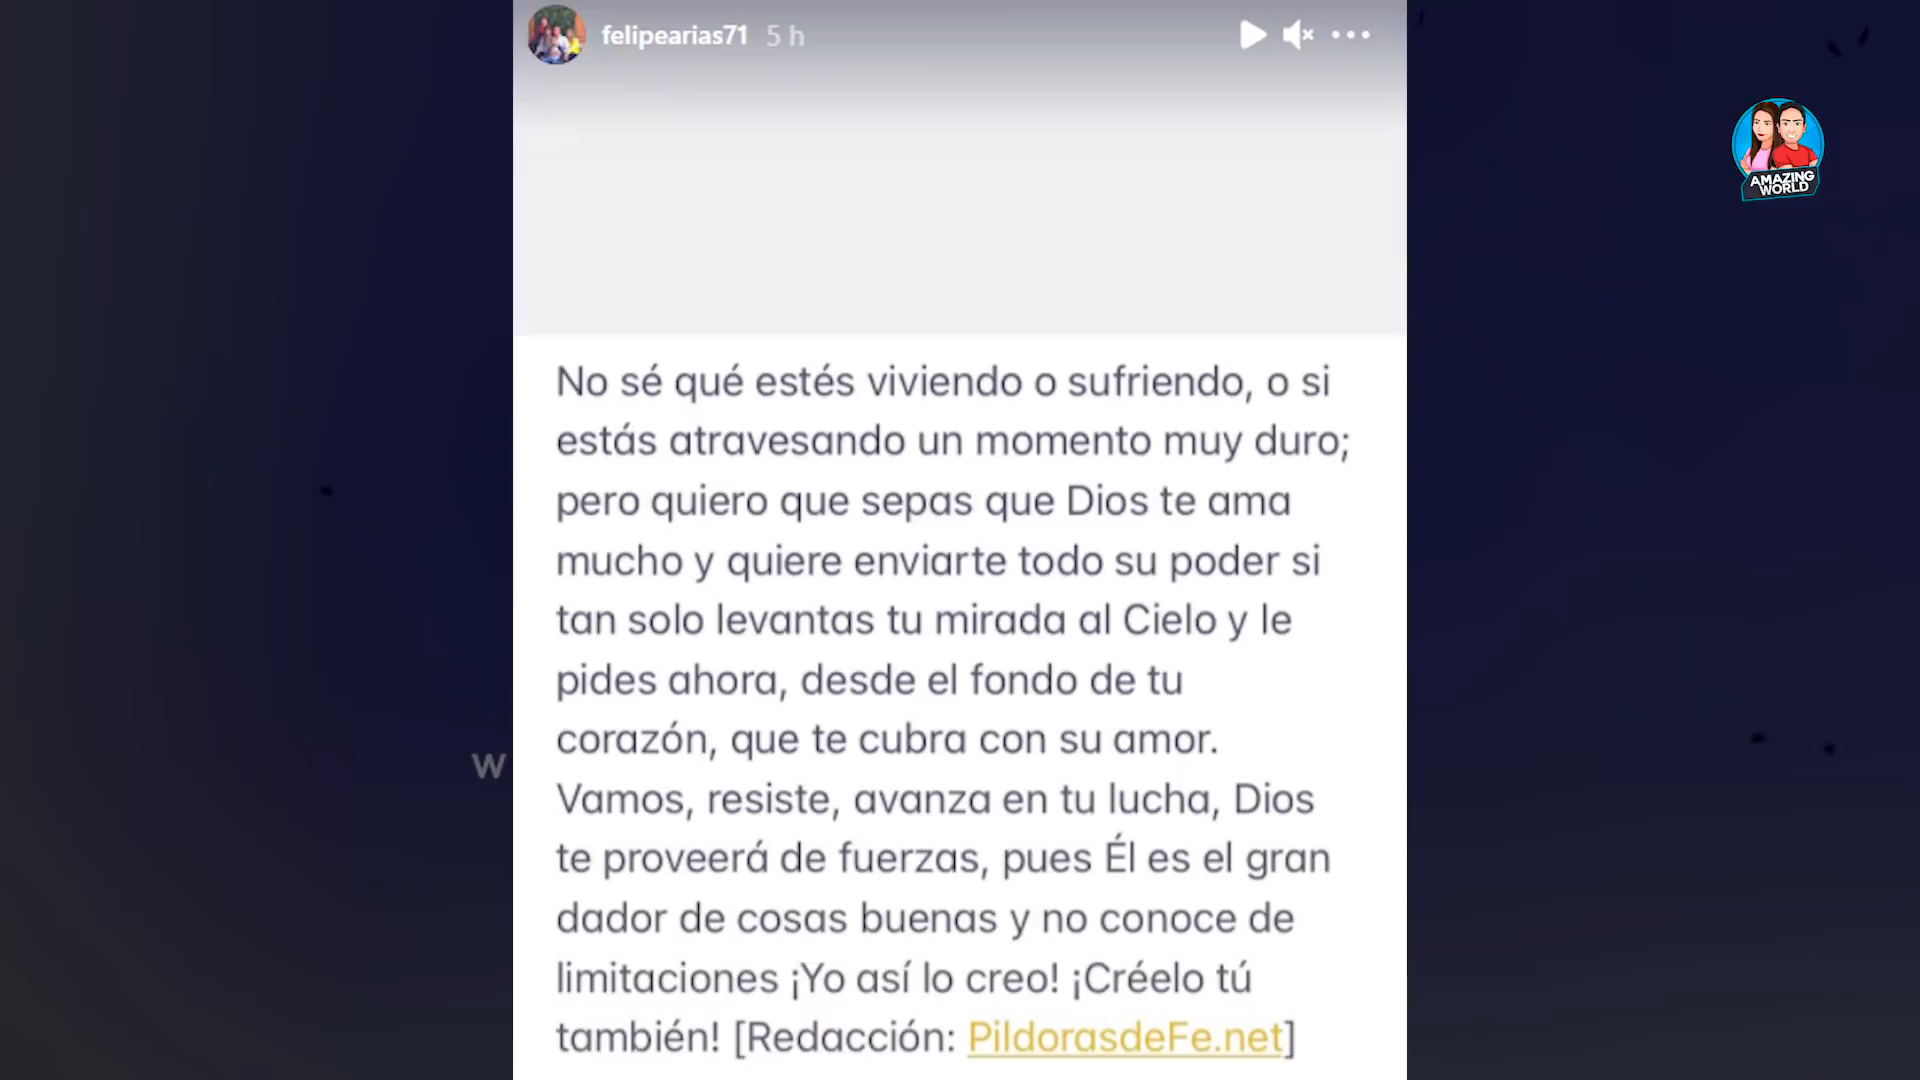 felipearias71 5 h
AMAZING
WORLD
No sé qué estés viviendo o sufriendo, o si
estás atravesando un momento muy duro;
pero quiero que sepas que Dios te ama
mucho y quiere enviarte todo su poder si
tan solo levantas tu mirada al Cielo y le
pides ahora, desde el fondo de tu
corazón, que te cubra con su amor.
W
Vamos, resiste, avanza en tu lucha, Dios
te proveerá de fuerzas, pues Él es el gran
dador de cosas buenas y no conoce de
limitaciones ¡Yo así lo creo! ¡Créelo tú
también! [Redacción: PildorasdeFe.net]